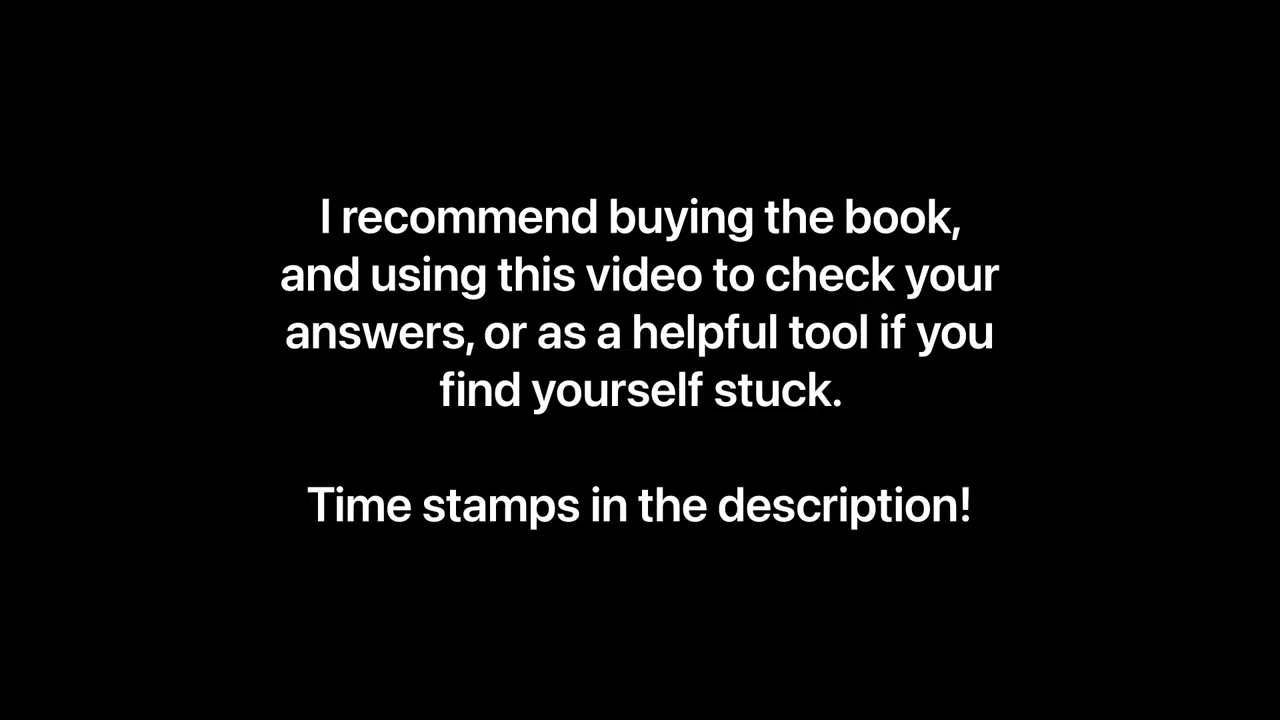 I recommend buying the book,
and using this video to check your
answers, or as a helpful tool if you
find yourself stuck.
Time stamps in the description!